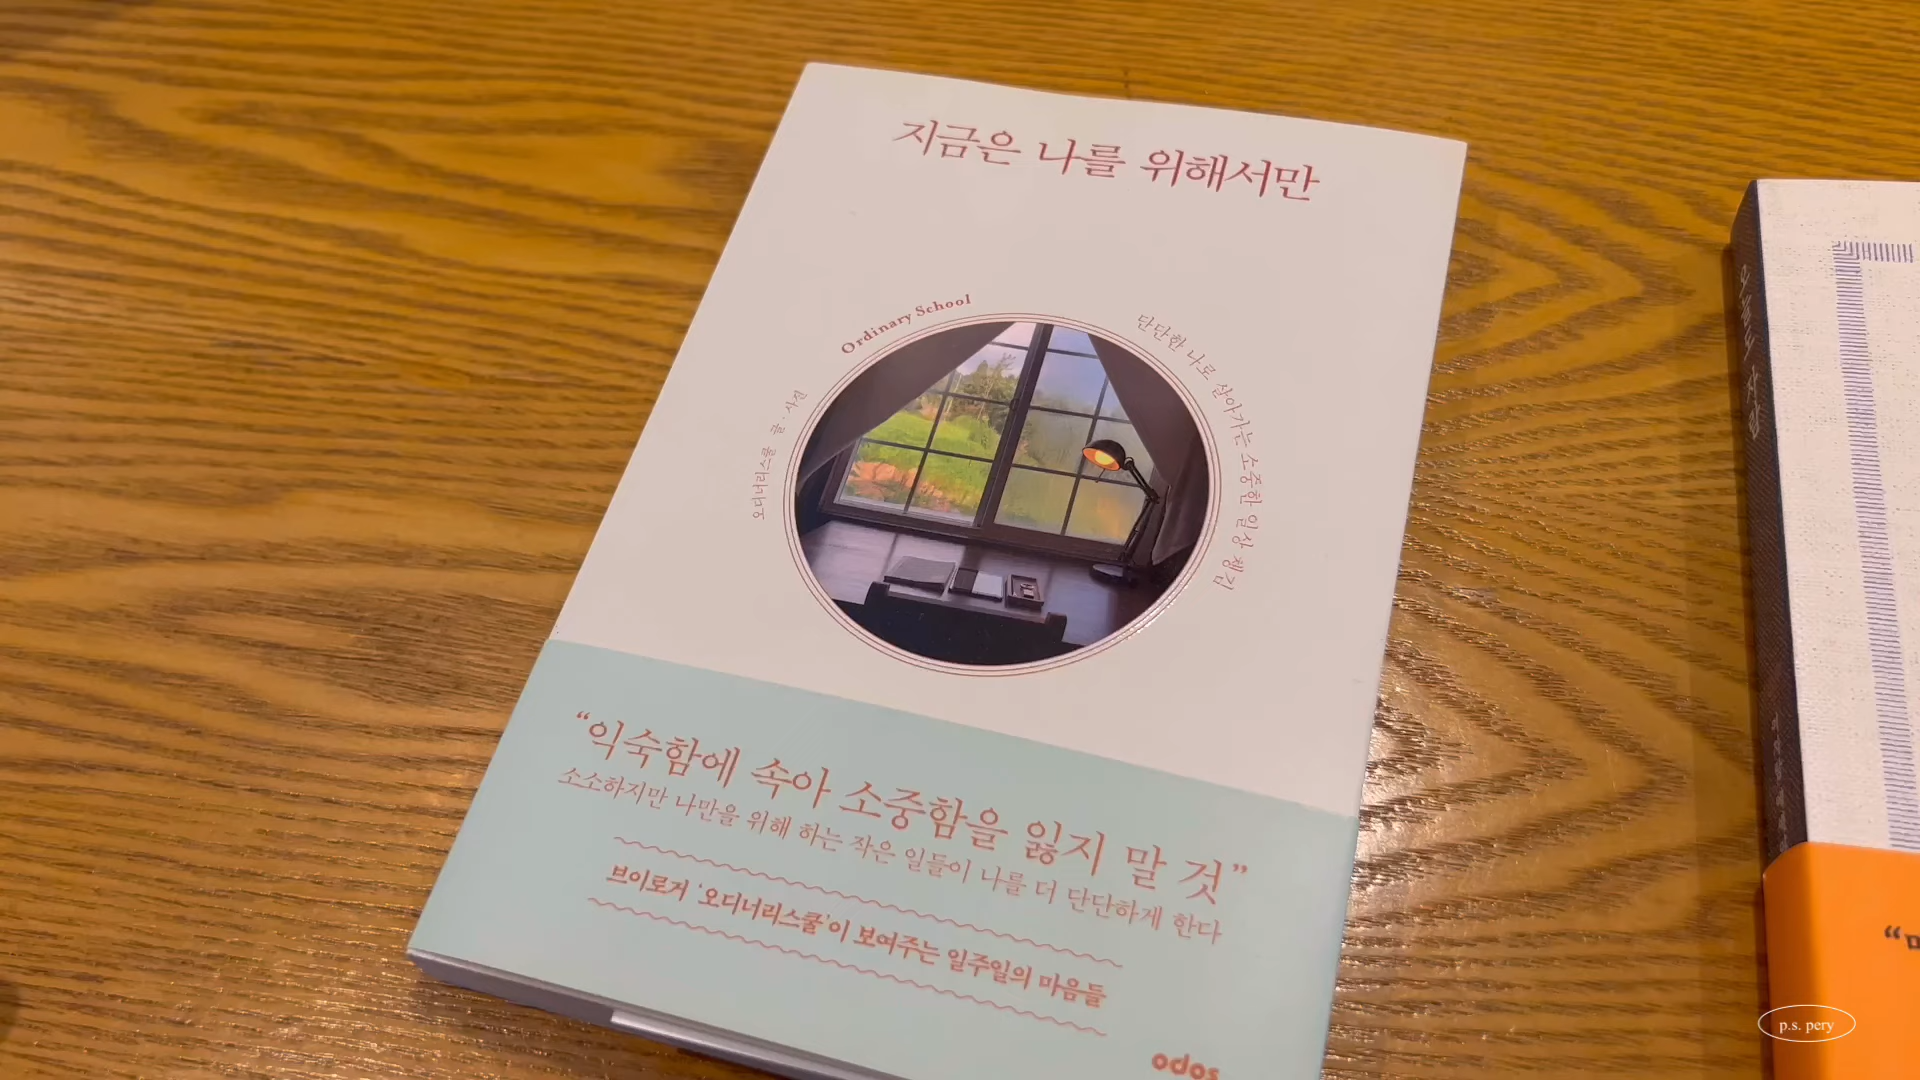 지금은 나를 위해서만
Ordinary School
오디너리스쿨 글·사진
단단한 나로 살아가는 소중한 일상 챙김
“익숙함에 속아 소중함을 잃지 말 것”
소소하지만 나만을 위해 하는 작은 일들이 나를 더 단단하게 한다
브이로거 '오디너리스쿨'이 보여주는 일주일의 마음들
odos
오늘도 자람
p.s. pery